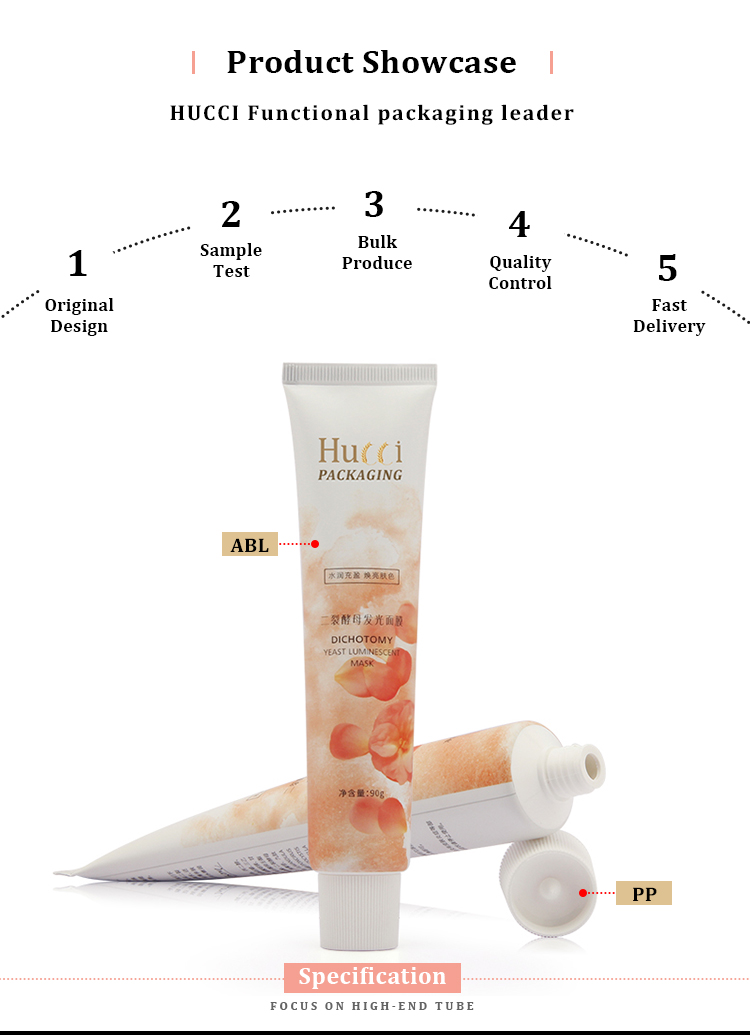 Product Showcase
HUCCI Functional packaging leader
1
Original
Design
2
Sample
Test
3
Bulk
Produce
4
Quality
Control
5
Fast
Delivery
Hucci
PACKAGING
ABL
水润充盈 焕亮肤色
二裂酵母发光面膜
DICHOTOMY
YEAST LUMINESCENT
MASK
净含量:90g
PP
Specification
FOCUS ON HIGH-END TUBE